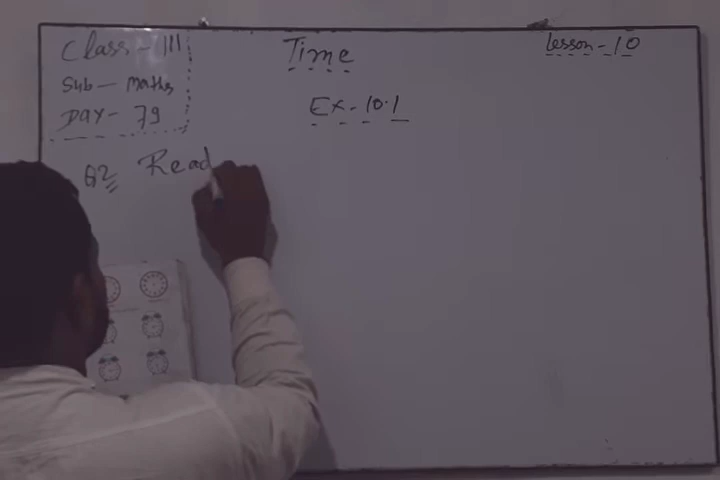 Class - III
Sub - Maths
Day - 79
Time
Lesson - 10
Ex - 10.1
Q2 Read